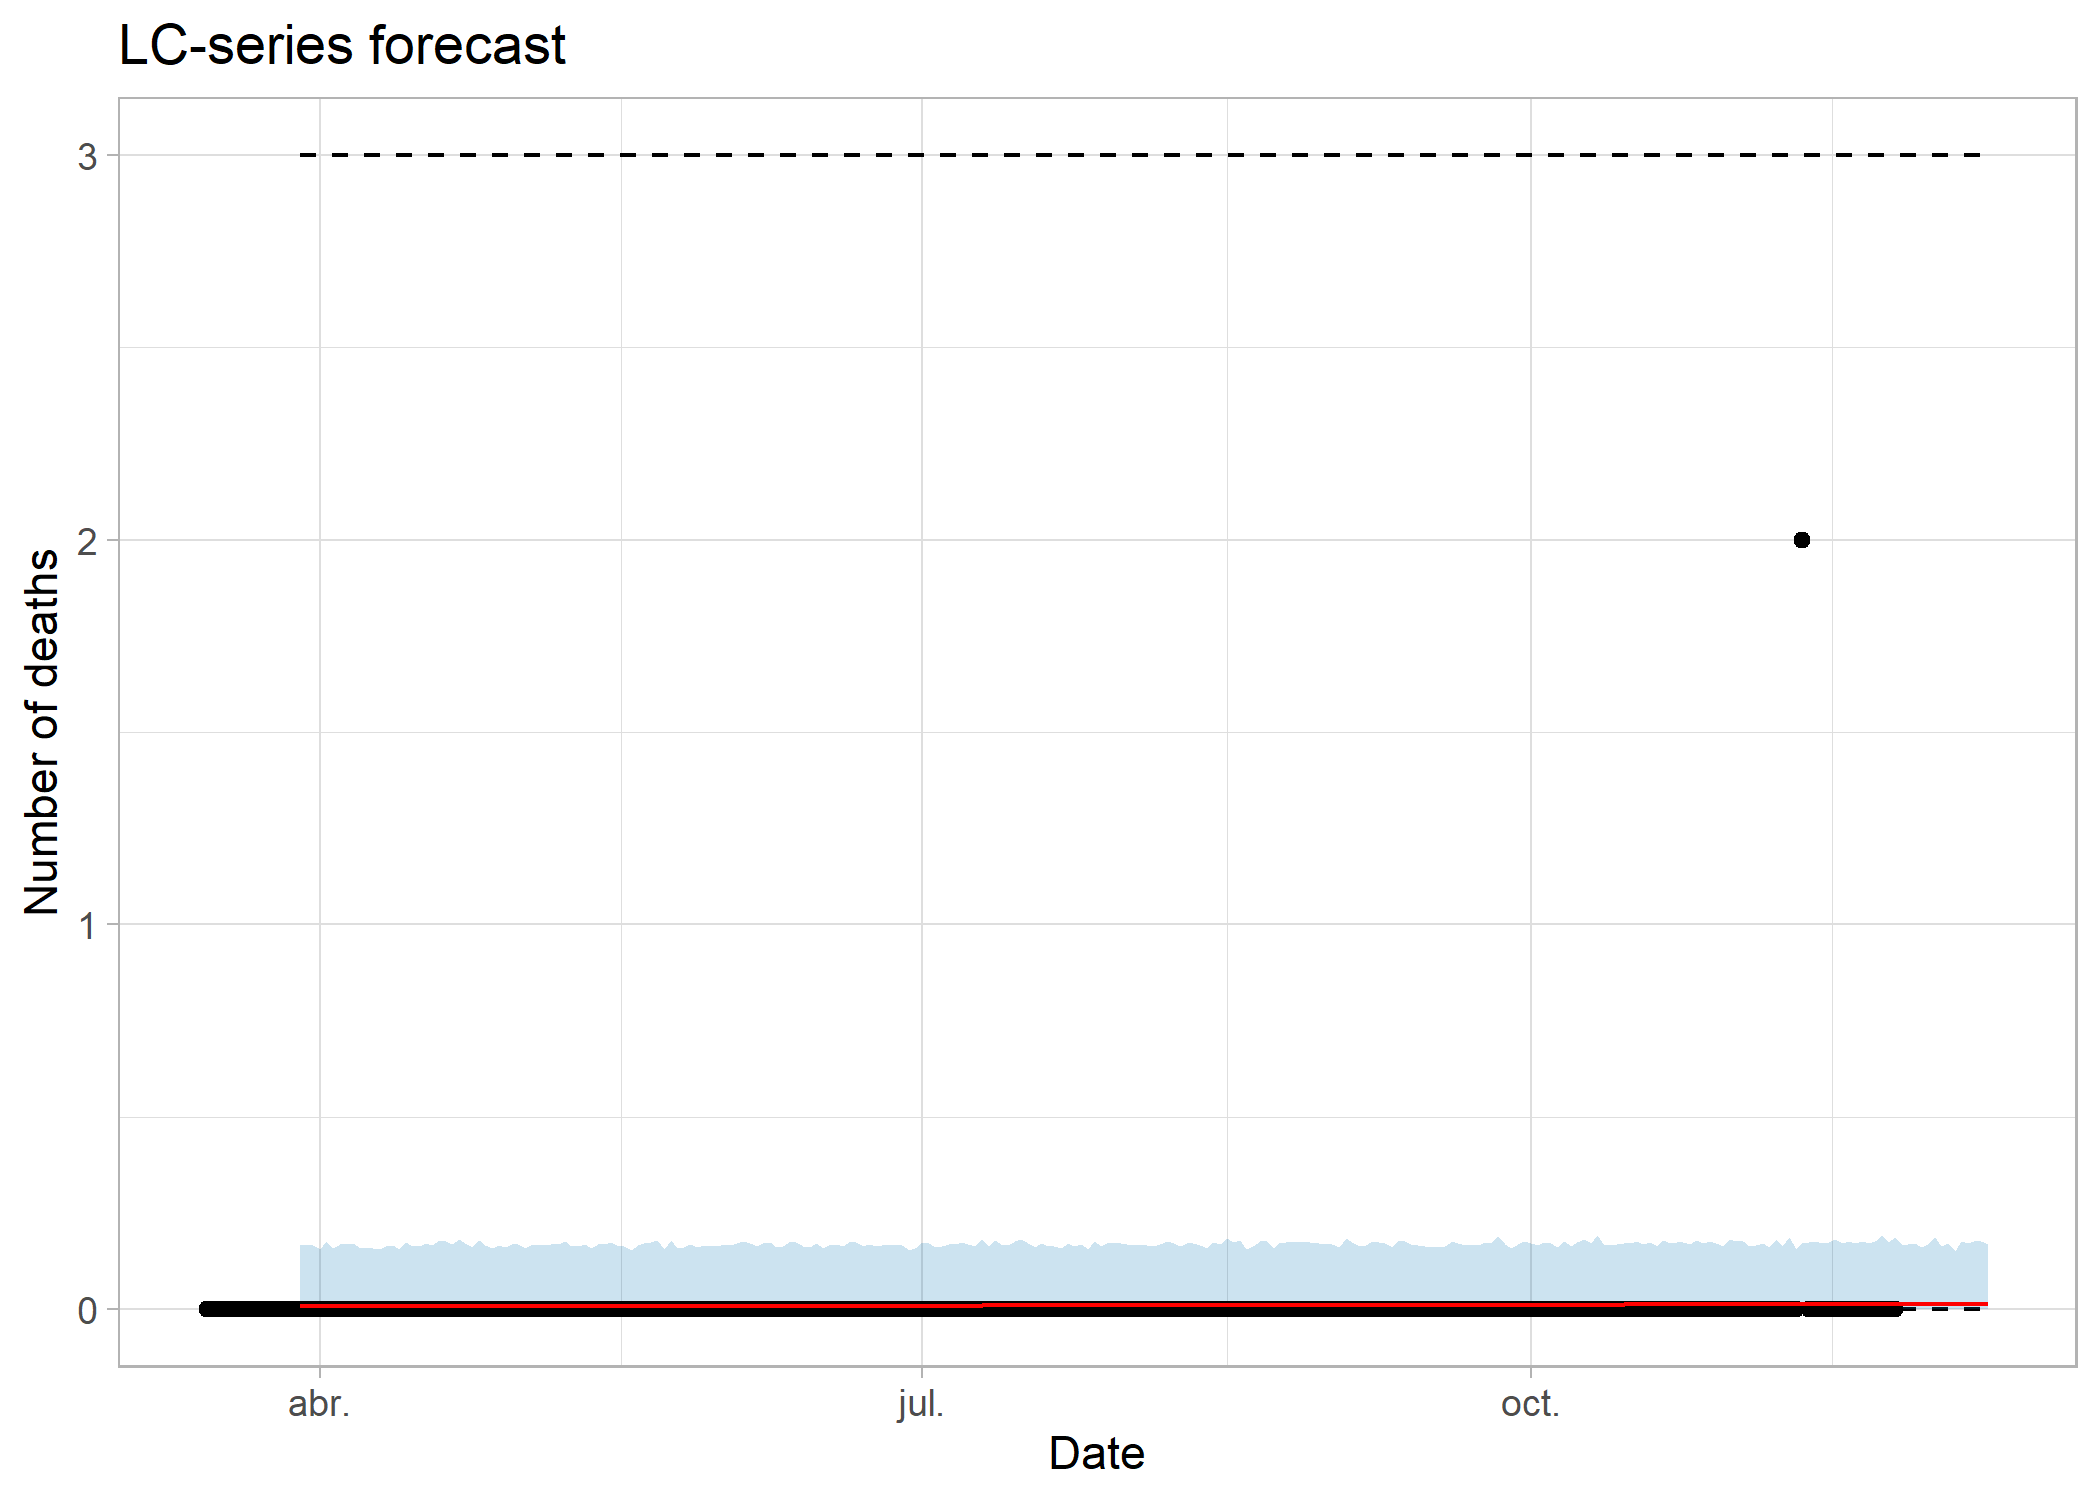 LC-series forecast
3
2
1
0
Number of deaths
abr.
jul.
oct.
Date